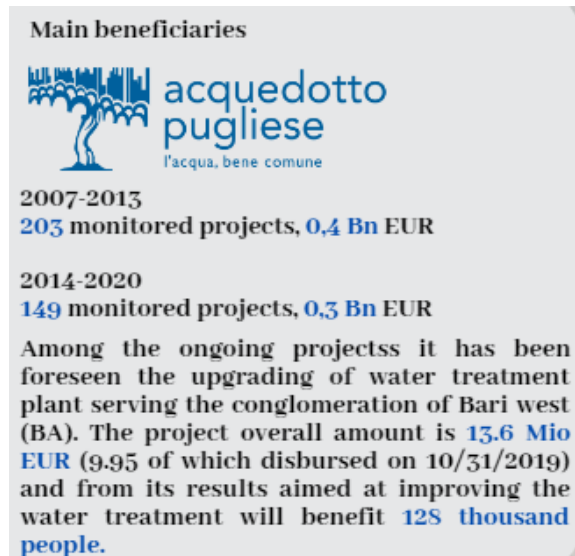 Main beneficiaries
acquedotto
pugliese
l'acqua, bene comune
2007-2013
203 monitored projects, 0,4 Bn EUR
2014-2020
149 monitored projects, 0,3 Bn EUR
Among the ongoing projectss it has been
foreseen the upgrading of water treatment
plant serving the conglomeration of Bari west
(BA). The project overall amount is 13.6 Mio
EUR (9.95 of which disbursed on 10/31/2019)
and from its results aimed at improving the
water treatment will benefit 128 thousand
people.